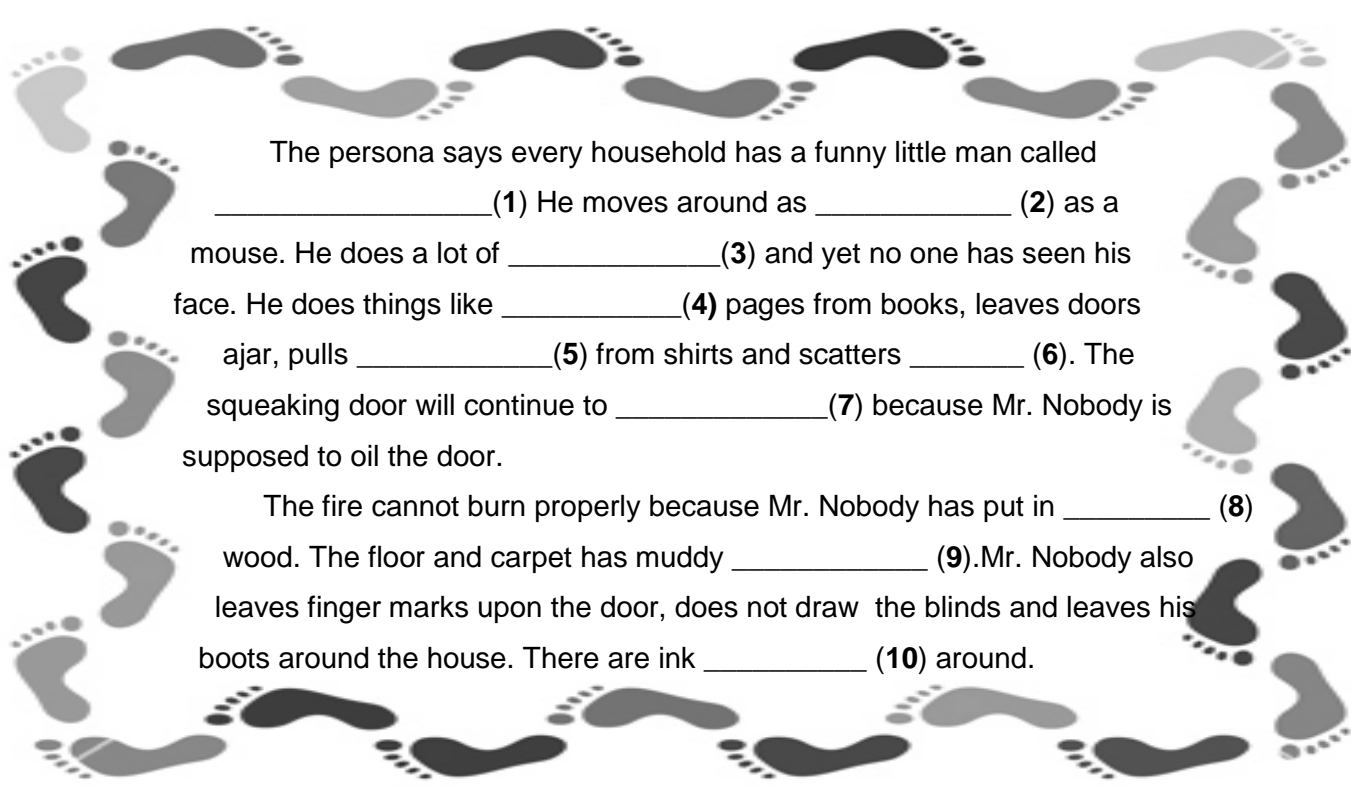 The persona says every household has a funny little man called
_________________(1) He moves around as ____________ (2) as a
mouse. He does a lot of _____________(3) and yet no one has seen his
face. He does things like ___________(4) pages from books, leaves doors
ajar, pulls ____________(5) from shirts and scatters _______ (6). The
squeaking door will continue to _____________(7) because Mr. Nobody is
supposed to oil the door.
The fire cannot burn properly because Mr. Nobody has put in _________ (8)
wood. The floor and carpet has muddy ____________ (9).Mr. Nobody also
leaves finger marks upon the door, does not draw the blinds and leaves his
boots around the house. There are ink __________ (10) around.